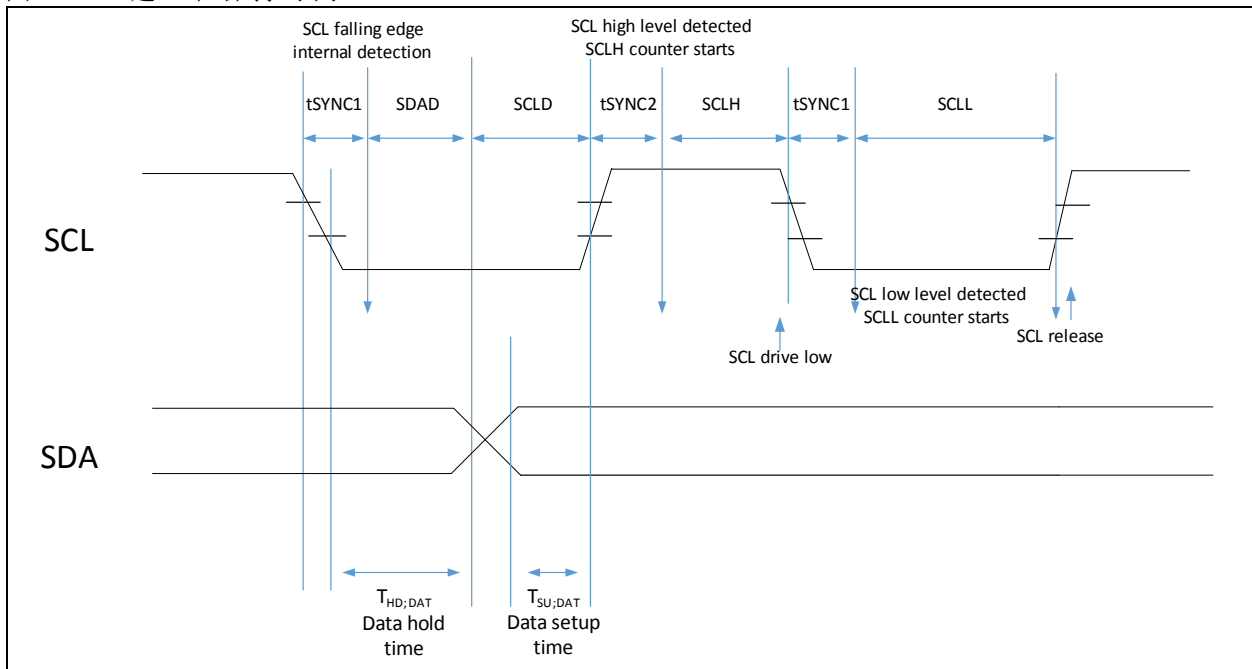 SCL falling edge
internal detection
SCL high level detected
SCLH counter starts
tSYNC1
SDAD
SCLD
tSYNC2
SCLH
tSYNC1
SCLL
SCL
SCL low level detected
SCLL counter starts
SCL drive low
SCL release
SDA
THD;DAT
Data hold
time
TSU;DAT
Data setup
time